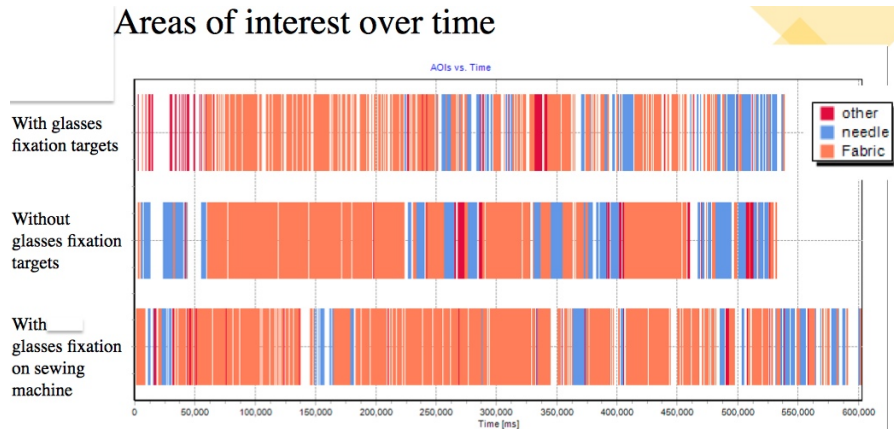 Areas of interest over time
AOIs vs. Time
With glasses
fixation targets
other
needle
Fabric
Without
glasses fixation
targets
With
glasses fixation
on sewing
machine
0 50,000 100,000 150,000 200,000 250,000 300,000 350,000 400,000 450,000 500,000 550,000 600,000
Time [ms]